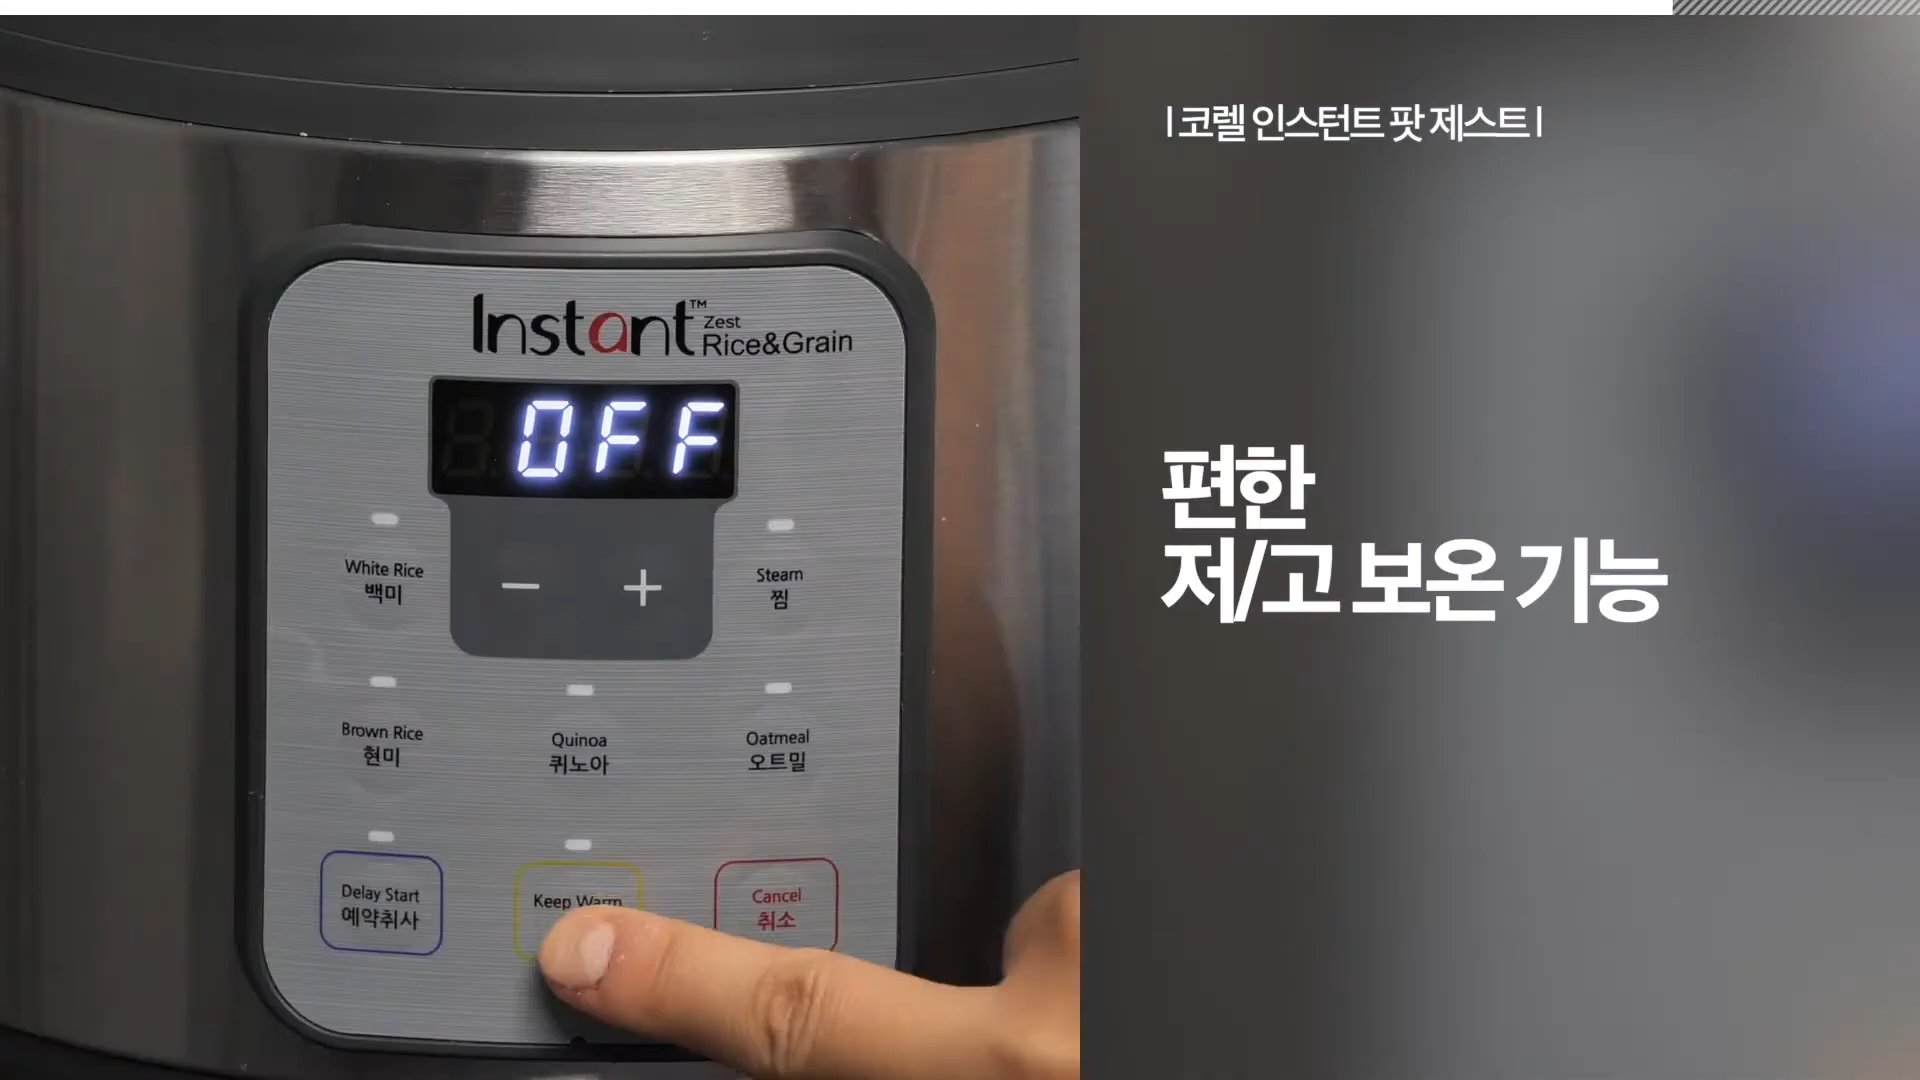 | 코렐 인스턴트 팟 제스트 |
Instant™ Zest
Rice&Grain
OFF
White Rice
백미
− +
Steam
찜
Brown Rice
현미
Quinoa
퀴노아
Oatmeal
오트밀
Delay Start
예약취사
Keep Warm
Cancel
취소
편한
저/고 보온 기능